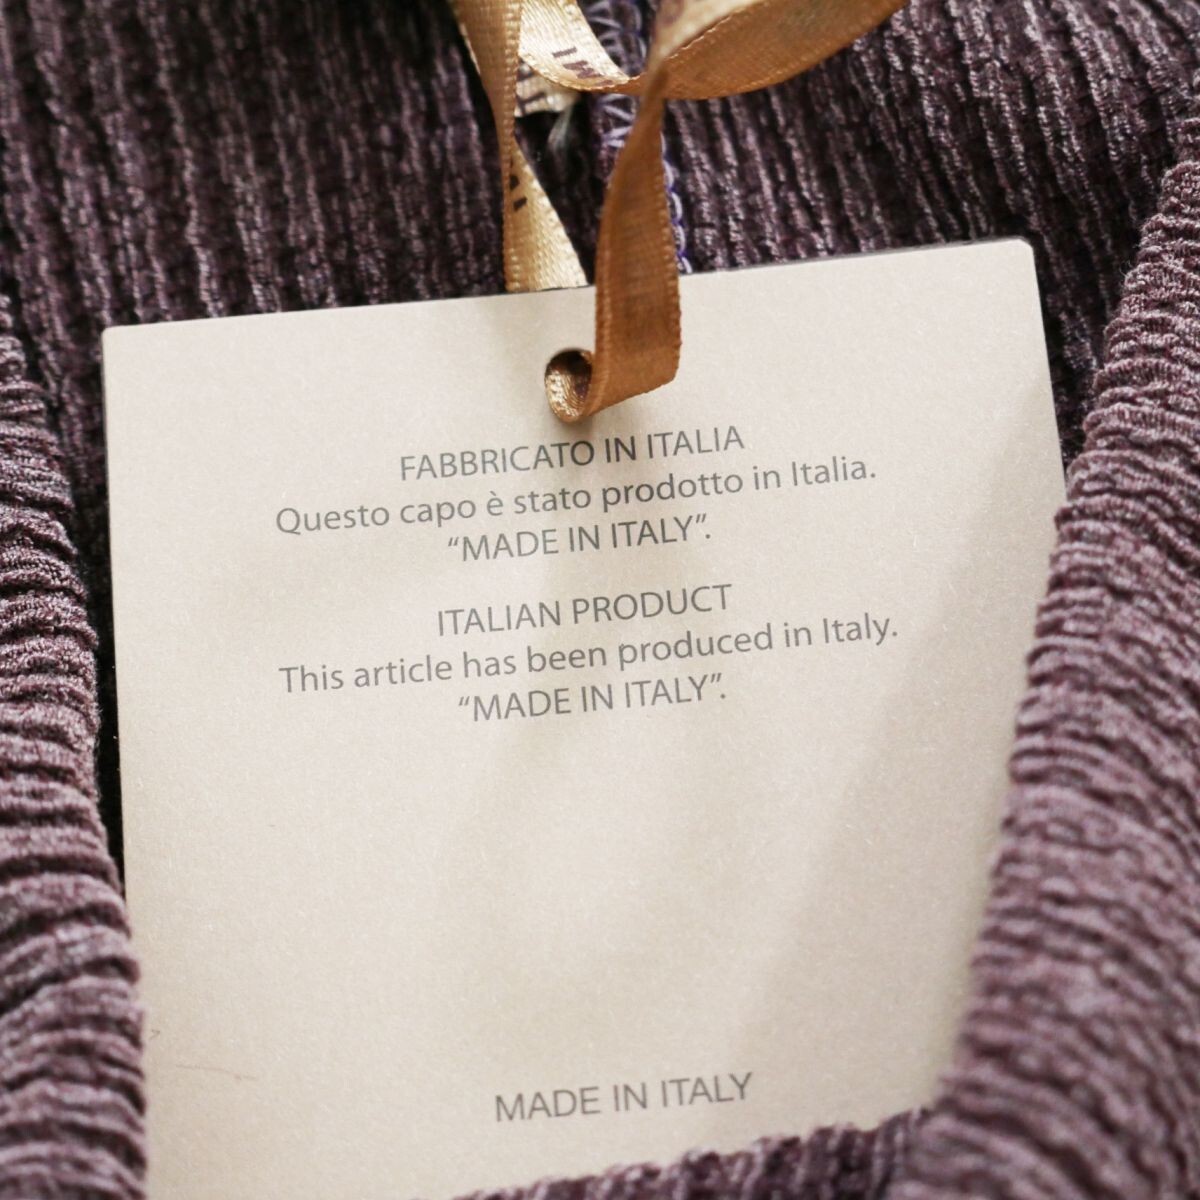 FABBRICATO IN ITALIA
Questo capo è stato prodotto in Italia.
“MADE IN ITALY”.
ITALIAN PRODUCT
This article has been produced in Italy.
“MADE IN ITALY”.
MADE IN ITALY